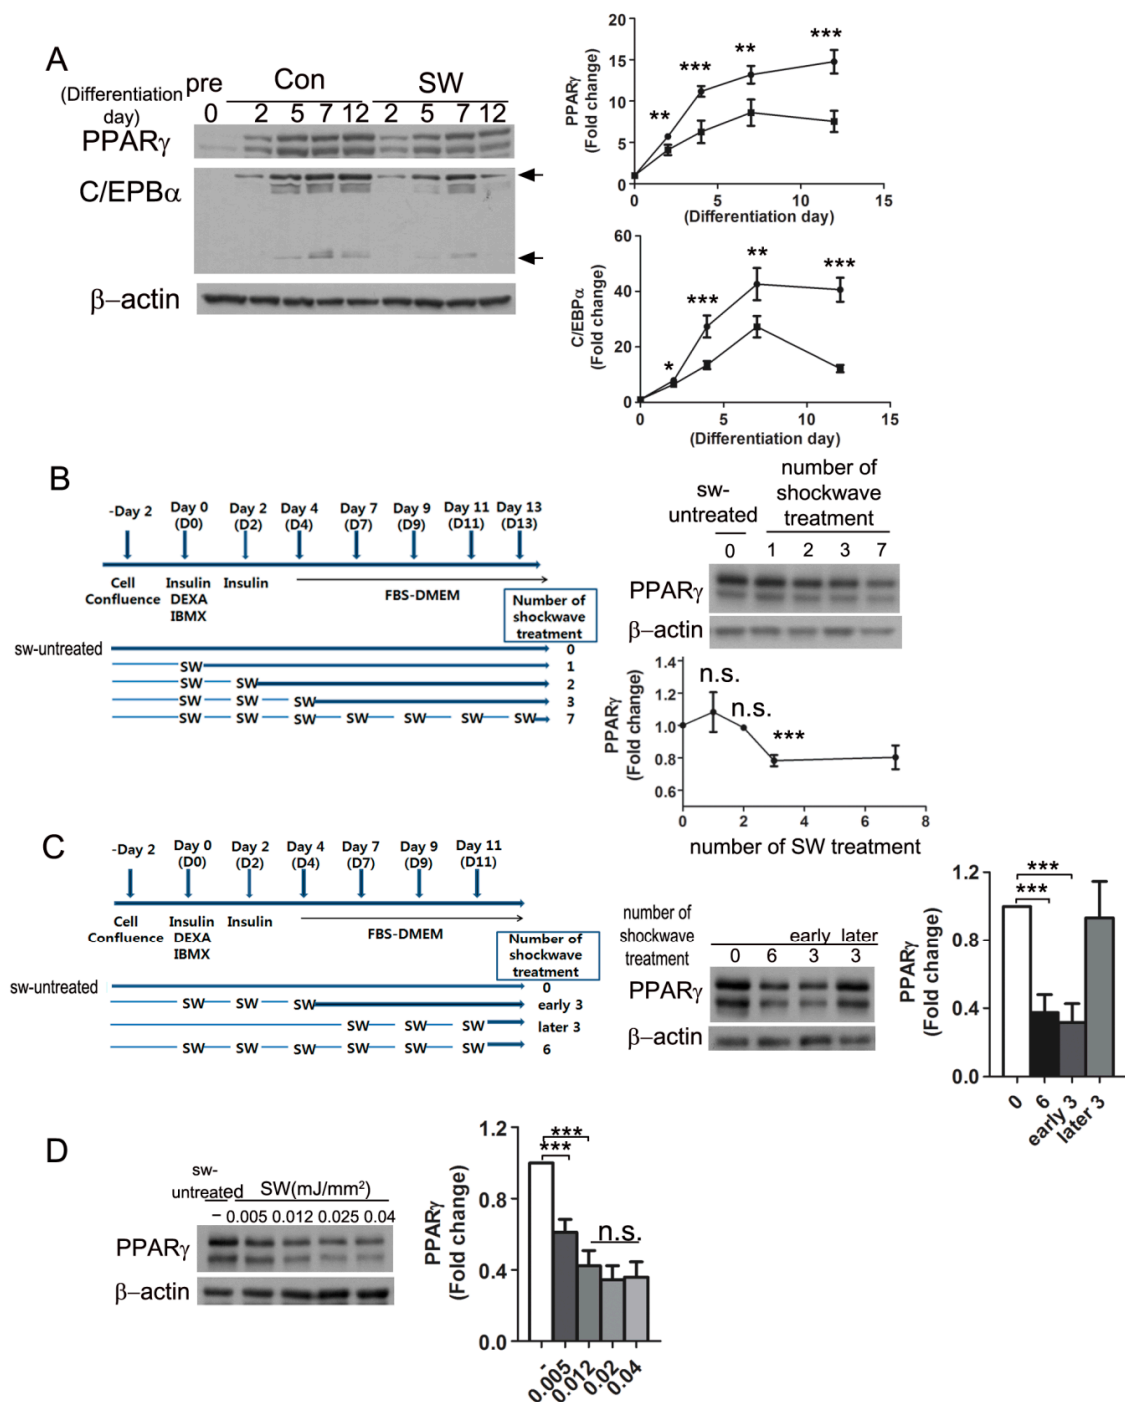 A
pre Con SW
(Differentiation day)
0 2 5 7 12 2 5 7 12
PPARγ
C/EPBα
β–actin
PPARγ
(Fold change)
20
15
10
5
0
** *** ** ***
0 5 10 15
(Differentiation day)
C/EBPα
(Fold change)
60
40
20
0
* *** ** ***
0 5 10 15
(Differentiation day)
B
-Day 2 Day 0 (D0) Day 2 (D2) Day 4 (D4) Day 7 (D7) Day 9 (D9) Day 11 (D11) Day 13 (D13)
Cell Confluence
Insulin DEXA IBMX
Insulin
FBS-DMEM
Number of shockwave treatment
sw-untreated 0
SW 1
SW SW 2
SW SW SW 3
SW SW SW SW SW SW SW 7
sw-untreated
number of shockwave treatment
0 1 2 3 7
PPARγ
β–actin
PPARγ
(Fold change)
1.4
1.2
1.0
0.8
0.6
n.s.
n.s.
***
0 2 4 6 8
number of SW treatment
C
-Day 2 Day 0 (D0) Day 2 (D2) Day 4 (D4) Day 7 (D7) Day 9 (D9) Day 11 (D11)
Cell Confluence
Insulin DEXA IBMX
Insulin
FBS-DMEM
Number of shockwave treatment
sw-untreated 0
SW SW SW early 3
SW SW SW later 3
SW SW SW SW SW SW 6
number of shockwave treatment
early later
0 6 3 3
PPARγ
β–actin
PPARγ
(Fold change)
1.2
0.8
0.4
0.0
***
***
0 6 early 3 later 3
D
sw-untreated SW(mJ/mm²)
– 0.005 0.012 0.025 0.04
PPARγ
β–actin
PPARγ
(Fold change)
1.2
0.8
0.4
0.0
***
***
n.s.
- 0.005 0.012 0.02 0.04